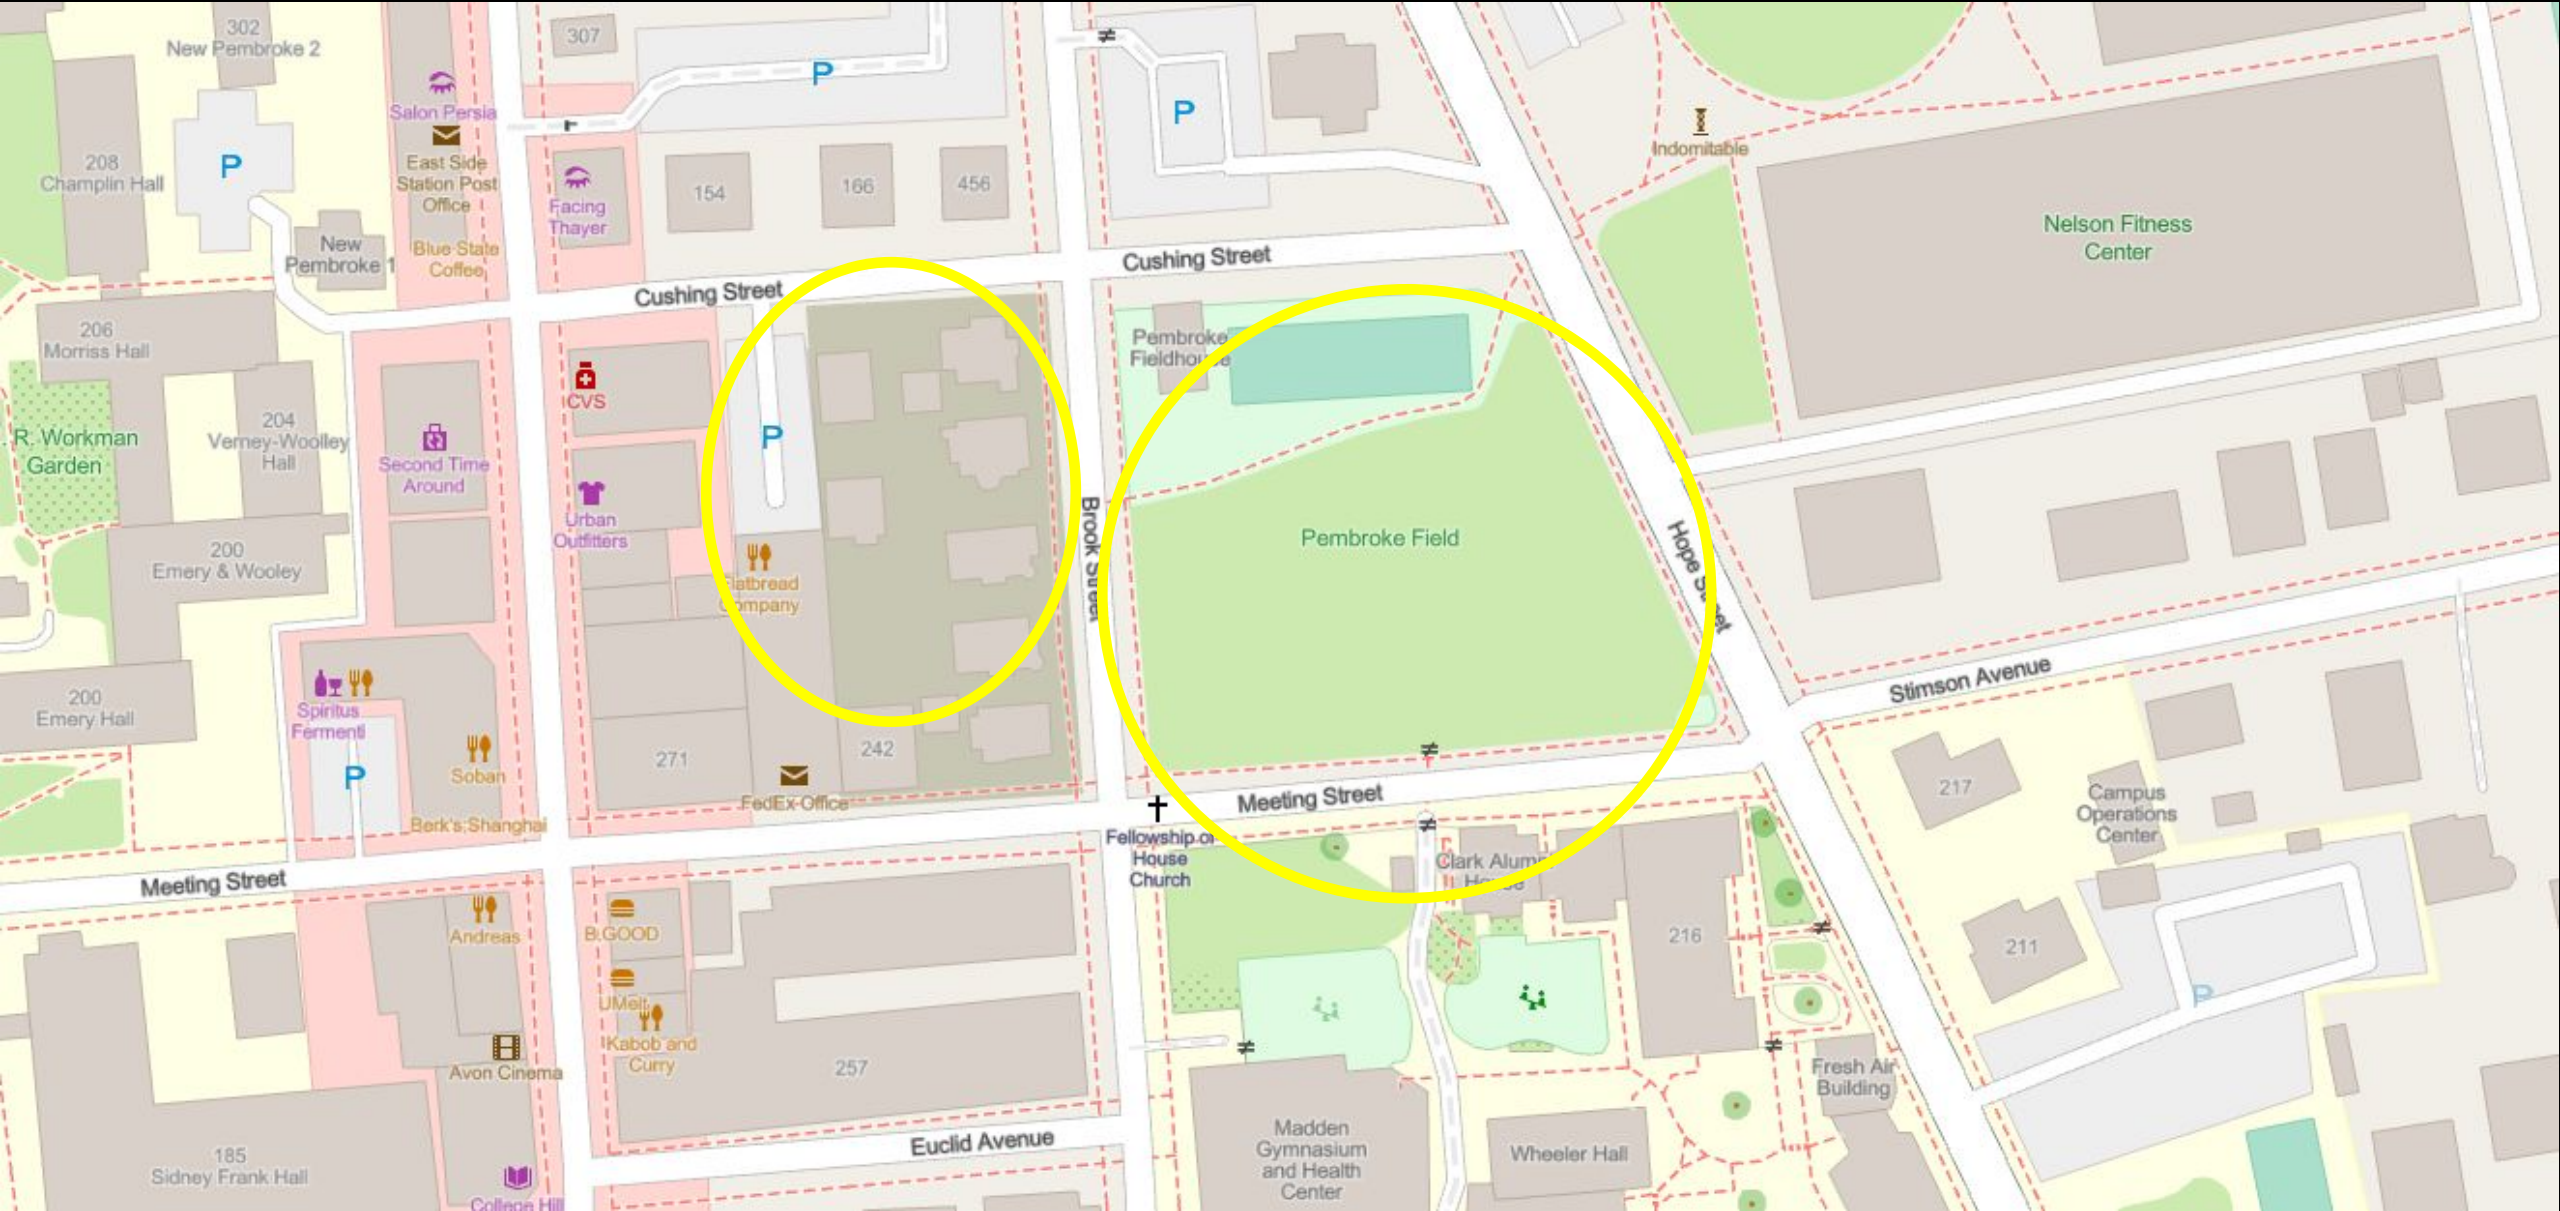 302
New Pembroke 2
307
P
P
Salon Persia
208
Champlin Hall
P
East Side
Station Post
Office
Facing
Thayer
154
166
456
Indomitable
Nelson Fitness
Center
New
Pembroke 1
Blue State
Coffee
Cushing Street
Cushing Street
206
Morriss Hall
Pembroke
Fieldhouse
CVS
204
Verney-Woolley
Hall
R. Workman
Garden
Second Time
Around
P
Urban
Outfitters
Brook Street
Pembroke Field
Hope Street
200
Emery & Wooley
Flatbread
Company
200
Emery Hall
Spiritus
Fermenti
Stimson Avenue
P
Soban
271
242
FedEx Office
Berk's Shanghai
Meeting Street
Fellowship of
House
Church
217
Campus
Operations
Center
Meeting Street
Clark Alumni
House
Andreas
B.GOOD
216
211
UMelt
Kabob and
Curry
P
Avon Cinema
257
Fresh Air
Building
Euclid Avenue
Madden
Gymnasium
and Health
Center
Wheeler Hall
185
Sidney Frank Hall
College Hill